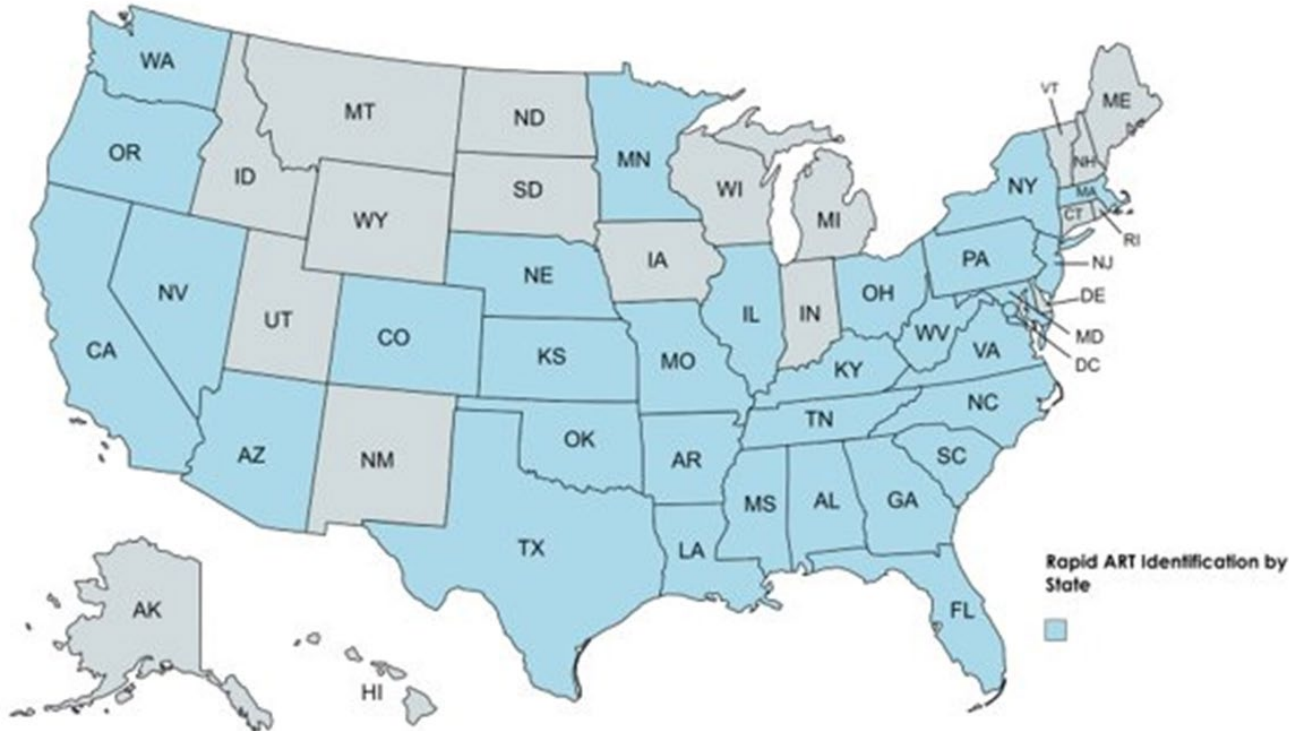 WA
MT
ND
MN
OR
ID
SD
WI
MI
WY
VT
ME
NH
NY
MA
CT
RI
IA
NE
PA
NJ
NV
UT
CO
IL
IN
OH
DE
MD
DC
CA
KS
MO
WV
VA
KY
NC
TN
AZ
NM
OK
AR
SC
MS
AL
GA
TX
LA
FL
AK
HI
Rapid ART Identification by
State